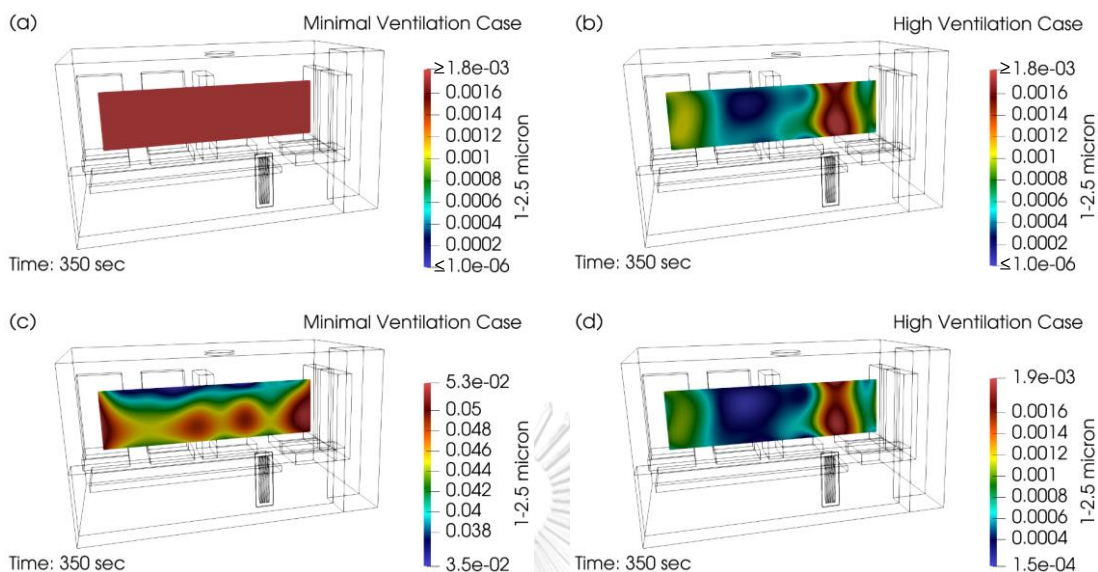 (a)
Minimal Ventilation Case
≥1.8e-03
0.0016
0.0014
0.0012
0.001
0.0008
0.0006
0.0004
0.0002
≤1.0e-06
1-2.5 micron
Time: 350 sec
(b)
High Ventilation Case
≥1.8e-03
0.0016
0.0014
0.0012
0.001
0.0008
0.0006
0.0004
0.0002
≤1.0e-06
1-2.5 micron
Time: 350 sec
(c)
Minimal Ventilation Case
5.3e-02
0.05
0.048
0.046
0.044
0.042
0.04
0.038
3.5e-02
1-2.5 micron
Time: 350 sec
(d)
High Ventilation Case
1.9e-03
0.0016
0.0014
0.0012
0.001
0.0008
0.0006
0.0004
1.5e-04
1-2.5 micron
Time: 350 sec